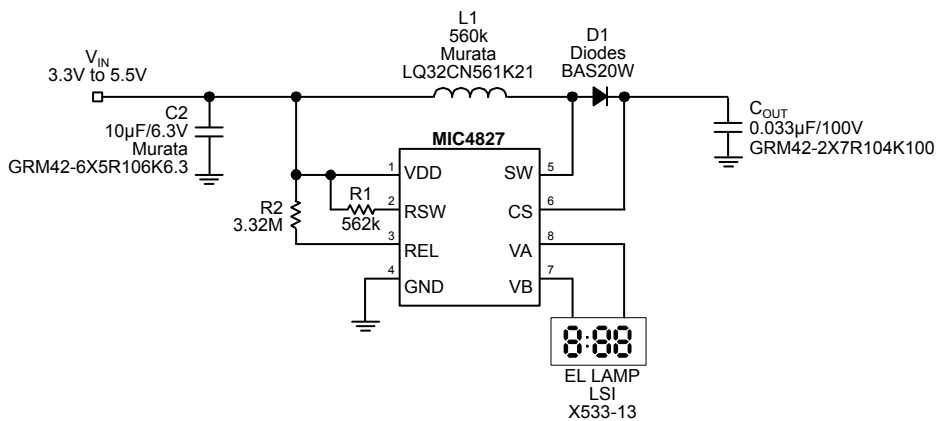 V_IN
3.3V to 5.5V
L1
560k
Murata
LQ32CN561K21
D1
Diodes
BAS20W
C2
10µF/6.3V
Murata
GRM42-6X5R106K6.3
C_OUT
0.033µF/100V
GRM42-2X7R104K100
MIC4827
1 VDD
SW 5
R1
562k
2 RSW
CS 6
R2
3.32M
3 REL
VA 8
4 GND
VB 7
8:88
EL LAMP
LSI
X533-13